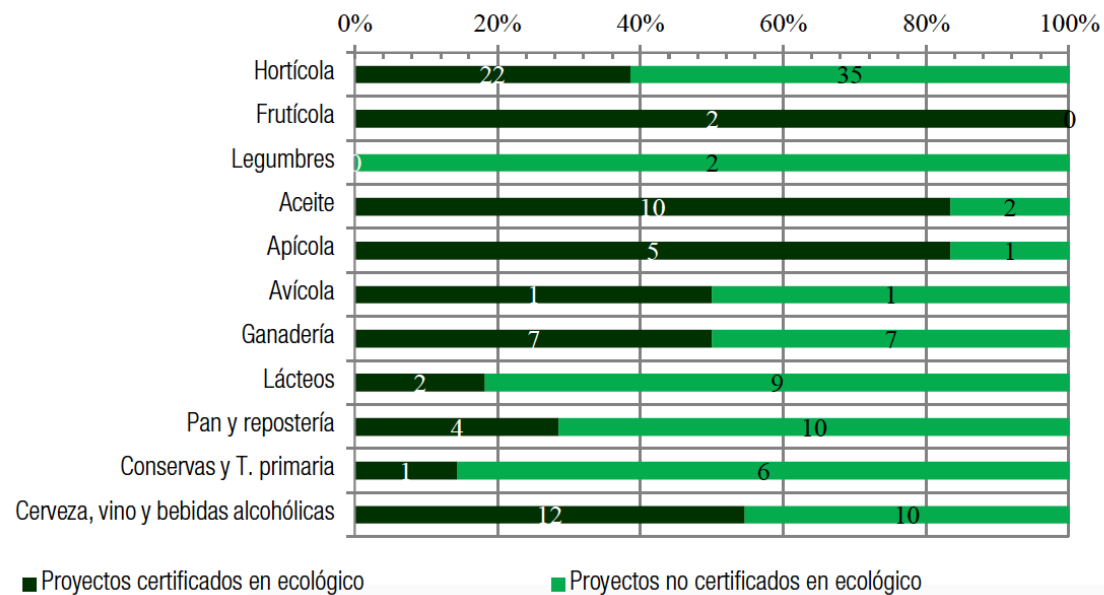 0% 20% 40% 60% 80% 100%
Hortícola 22 35
Frutícola 2 0
Legumbres 0 2
Aceite 10 2
Apícola 5 1
Avícola 1 1
Ganadería 7 7
Lácteos 2 9
Pan y repostería 4 10
Conservas y T. primaria 1 6
Cerveza, vino y bebidas alcohólicas 12 10
Proyectos certificados en ecológico Proyectos no certificados en ecológico